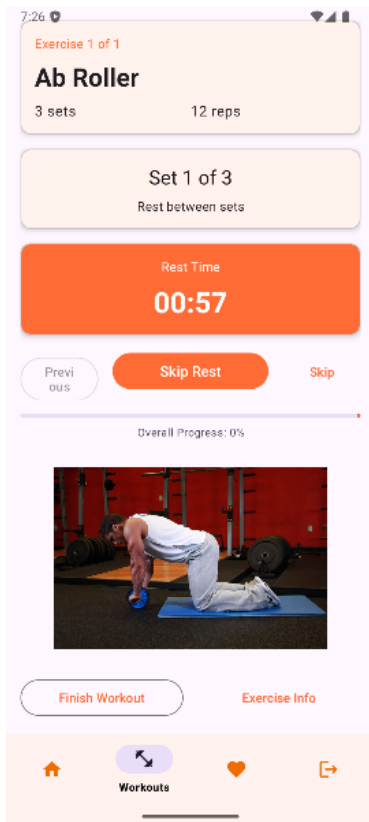 7:26
Exercise 1 of 1
Ab Roller
3 sets 12 reps
Set 1 of 3
Rest between sets
Rest Time
00:57
Previ
ous
Skip Rest
Skip
Overall Progress: 0%
Finish Workout
Exercise Info
Workouts